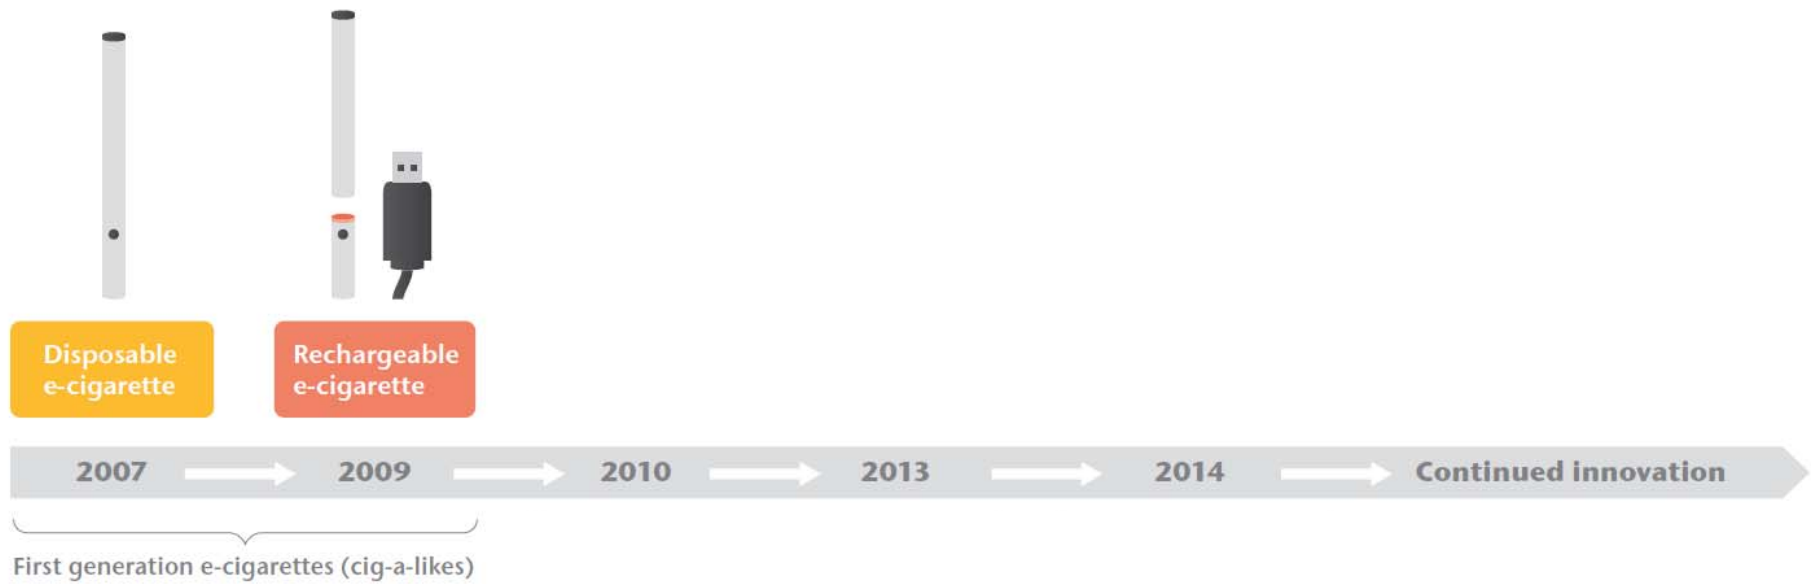 Disposable
e-cigarette
Rechargeable
e-cigarette
2007
2009
2010
2013
2014
Continued innovation
First generation e-cigarettes (cig-a-likes)